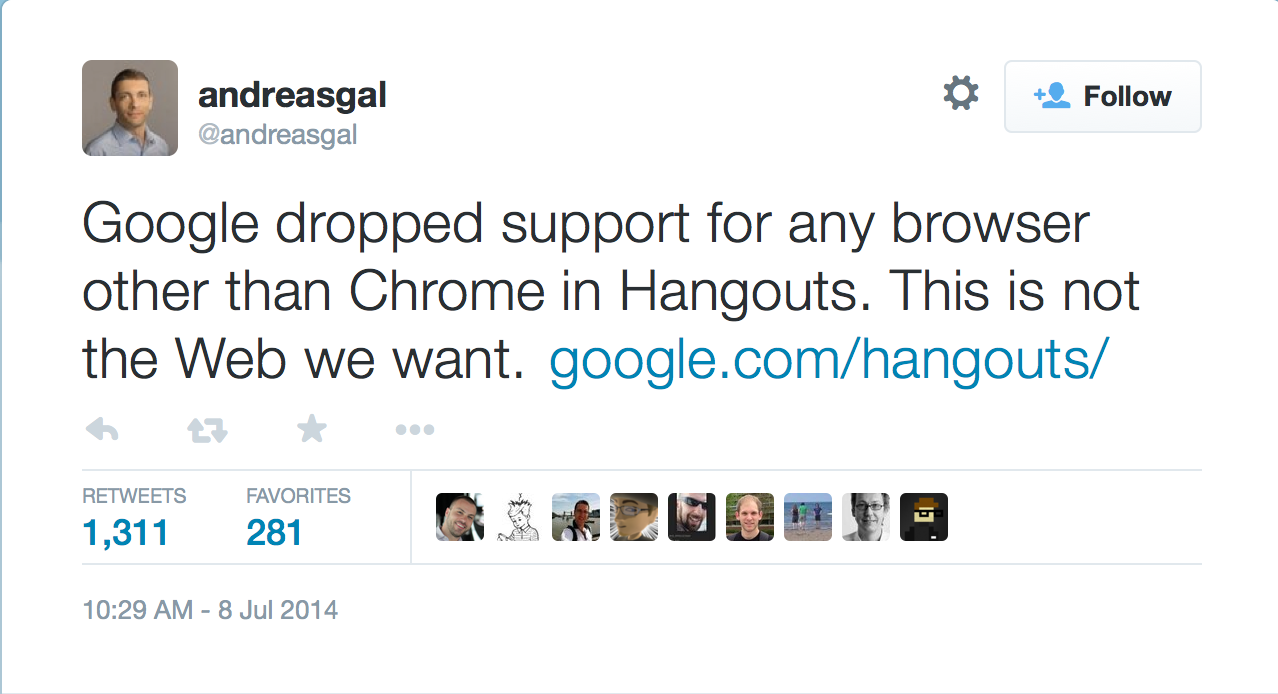 andreasgal
@andreasgal
Follow
Google dropped support for any browser
other than Chrome in Hangouts. This is not
the Web we want. google.com/hangouts/
RETWEETS FAVORITES
1,311 281
10:29 AM - 8 Jul 2014